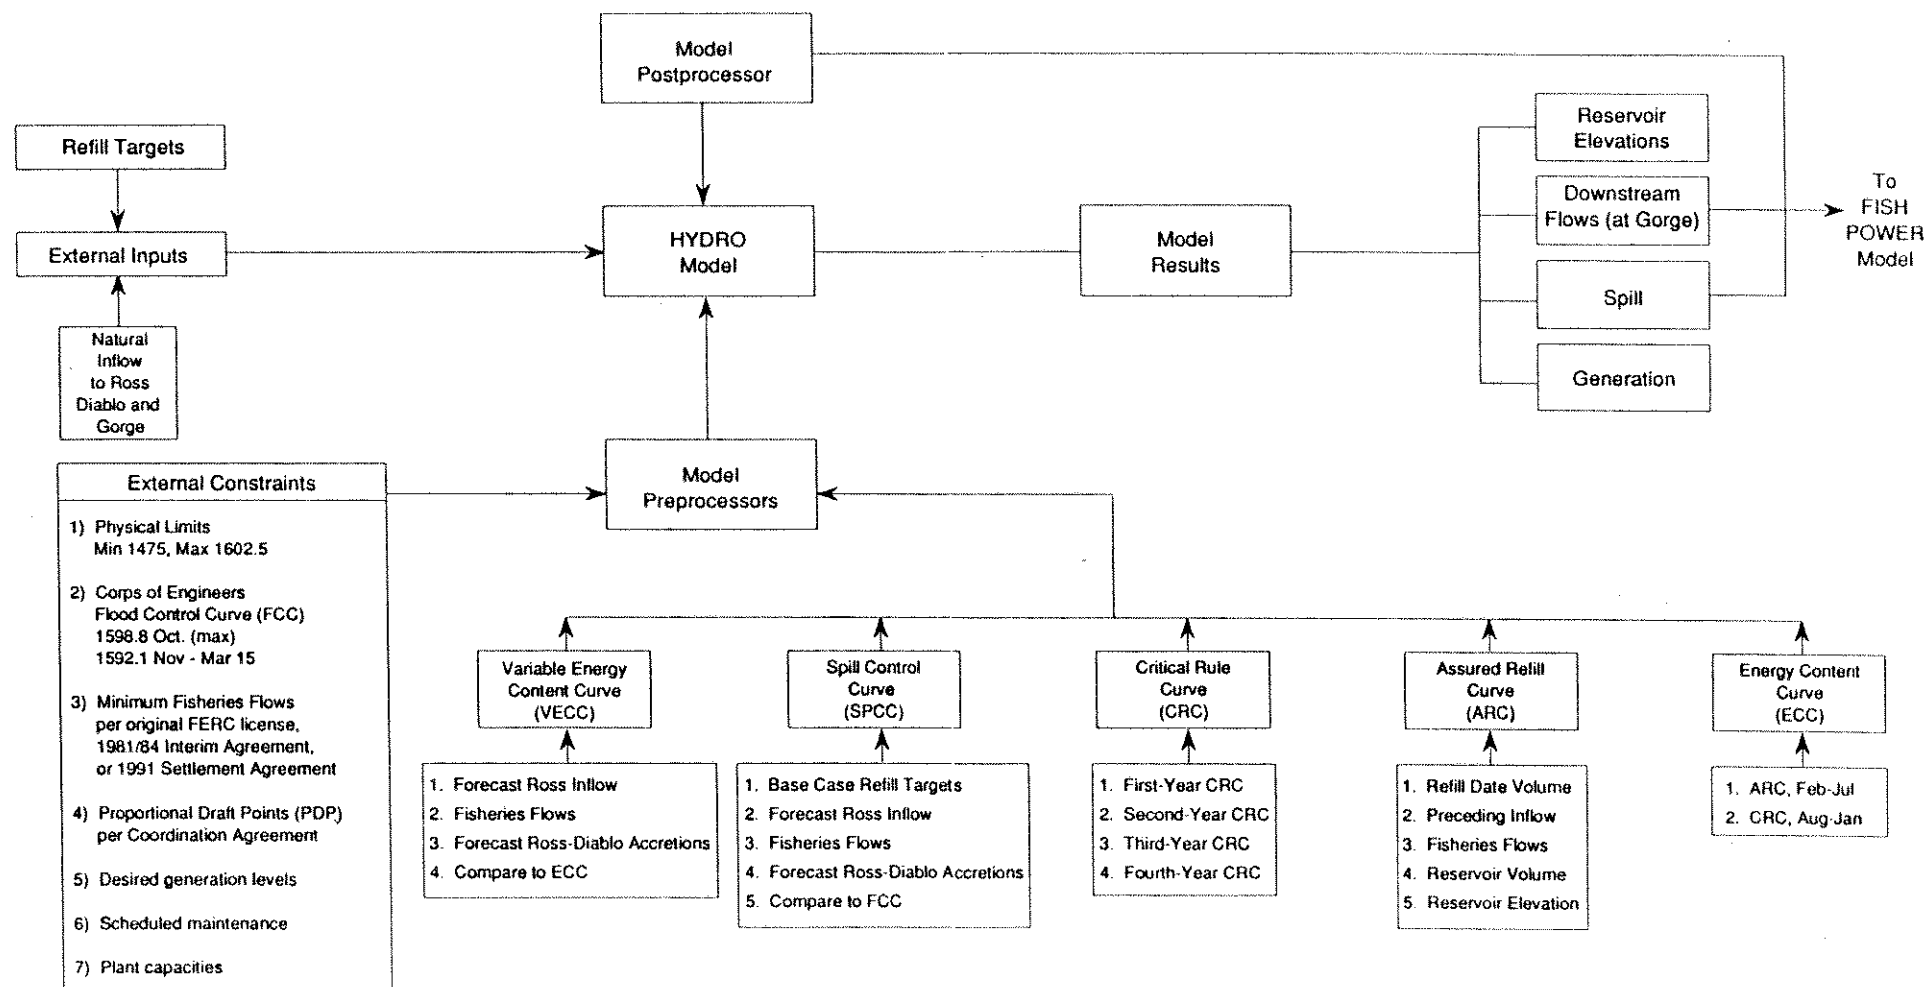 Model
Postprocessor
Refill Targets
External Inputs
Natural
Inflow
to Ross
Diablo and
Gorge
HYDRO
Model
Model
Results
Reservoir
Elevations
Downstream
Flows (at Gorge)
Spill
Generation
To
FISH
POWER
Model
Model
Preprocessors
External Constraints
1) Physical Limits
Min 1475, Max 1602.5
2) Corps of Engineers
Flood Control Curve (FCC)
1598.8 Oct. (max)
1592.1 Nov - Mar 15
3) Minimum Fisheries Flows
per original FERC license,
1981/84 Interim Agreement,
or 1991 Settlement Agreement
4) Proportional Draft Points (PDP)
per Coordination Agreement
5) Desired generation levels
6) Scheduled maintenance
7) Plant capacities
Variable Energy
Content Curve
(VECC)
1. Forecast Ross Inflow
2. Fisheries Flows
3. Forecast Ross-Diablo Accretions
4. Compare to ECC
Spill Control
Curve
(SPCC)
1. Base Case Refill Targets
2. Forecast Ross Inflow
3. Fisheries Flows
4. Forecast Ross-Diablo Accretions
5. Compare to FCC
Critical Rule
Curve
(CRC)
1. First-Year CRC
2. Second-Year CRC
3. Third-Year CRC
4. Fourth-Year CRC
Assured Refill
Curve
(ARC)
1. Refill Date Volume
2. Preceding Inflow
3. Fisheries Flows
4. Reservoir Volume
5. Reservoir Elevation
Energy Content
Curve
(ECC)
1. ARC, Feb-Jul
2. CRC, Aug-Jan